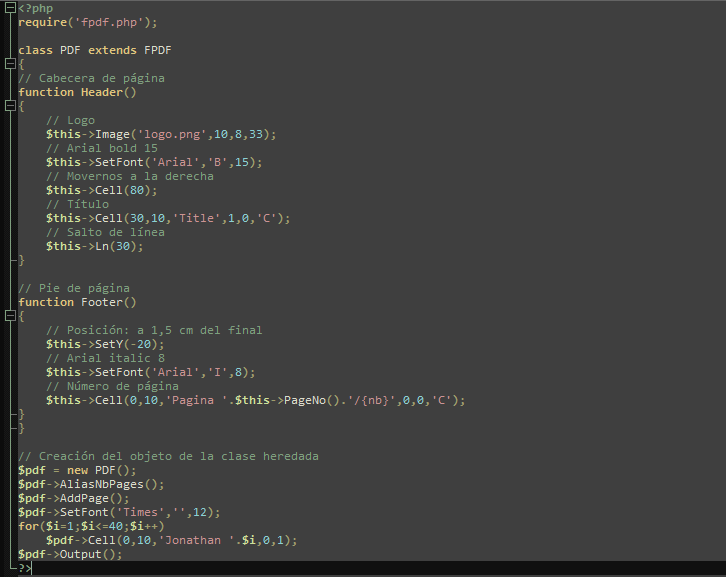 <?php
require('fpdf.php');
class PDF extends FPDF
{
// Cabecera de página
function Header()
{
// Logo
$this->Image('logo.png',10,8,33);
// Arial bold 15
$this->SetFont('Arial','B',15);
// Movernos a la derecha
$this->Cell(80);
// Título
$this->Cell(30,10,'Title',1,0,'C');
// Salto de línea
$this->Ln(30);
}
// Pie de página
function Footer()
{
// Posición: a 1,5 cm del final
$this->SetY(-20);
// Arial italic 8
$this->SetFont('Arial','I',8);
// Número de página
$this->Cell(0,10,'Pagina '.$this->PageNo().'/{nb}',0,0,'C');
}
}
// Creación del objeto de la clase heredada
$pdf = new PDF();
$pdf->AliasNbPages();
$pdf->AddPage();
$pdf->SetFont('Times','',12);
for($i=1;$i<=40;$i++)
$pdf->Cell(0,10,'Jonathan '.$i,0,1);
$pdf->Output();
?>